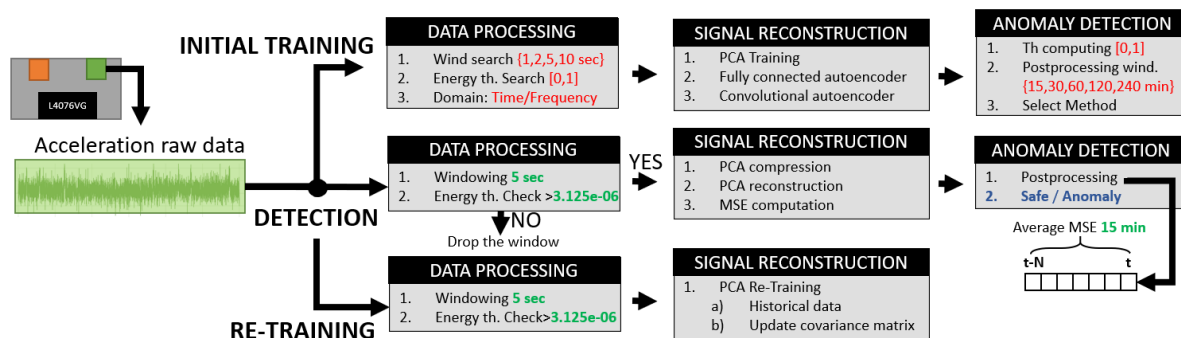 INITIAL TRAINING
L4076VG
Acceleration raw data
DATA PROCESSING
1. Wind search {1,2,5,10 sec}
2. Energy th. Search [0,1]
3. Domain: Time/Frequency
SIGNAL RECONSTRUCTION
1. PCA Training
2. Fully connected autoencoder
3. Convolutional autoencoder
ANOMALY DETECTION
1. Th computing [0,1]
2. Postprocessing wind.
{15,30,60,120,240 min}
3. Select Method
DETECTION
DATA PROCESSING
1. Windowing 5 sec
2. Energy th. Check >3.125e-06
YES
NO
Drop the window
SIGNAL RECONSTRUCTION
1. PCA compression
2. PCA reconstruction
3. MSE computation
ANOMALY DETECTION
1. Postprocessing
2. Safe / Anomaly
Average MSE 15 min
t-N t
RE-TRAINING
DATA PROCESSING
1. Windowing 5 sec
2. Energy th. Check>3.125e-06
SIGNAL RECONSTRUCTION
1. PCA Re-Training
a) Historical data
b) Update covariance matrix